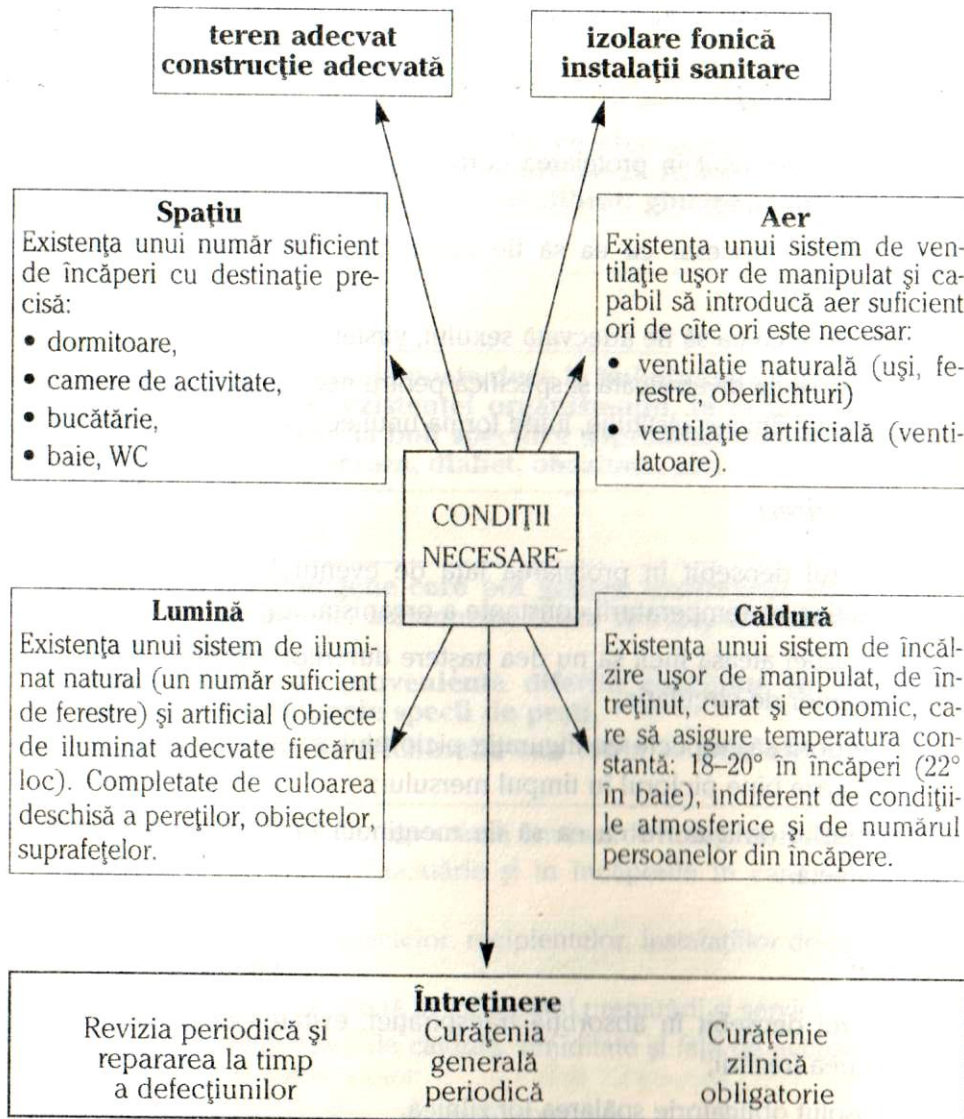 teren adecvat
construcţie adecvată
izolare fonică
instalaţii sanitare
Spaţiu
Existenţa unui număr suficient
de încăperi cu destinaţie pre-
cisă:
• dormitoare,
• camere de activitate,
• bucătărie,
• baie, WC
Aer
Existenţa unui sistem de ven-
tilaţie uşor de manipulat şi ca-
pabil să introducă aer suficient
ori de cîte ori este necesar:
• ventilaţie naturală (uşi, fe-
restre, oberlichturi)
• ventilaţie artificială (venti-
latoare).
CONDIŢII
NECESARE
Lumină
Existenţa unui sistem de ilumi-
nat natural (un număr suficient
de ferestre) şi artificial (obiecte
de iluminat adecvate fiecărui
loc). Completate de culoarea
deschisă a pereţilor, obiectelor,
suprafeţelor.
Căldură
Existenţa unui sistem de încăl-
zire uşor de manipulat, de în-
treţinut, curat şi economic, ca-
re să asigure temperatura con-
stantă: 18–20° în încăperi (22°
în baie), indiferent de condiţii-
le atmosferice şi de numărul
persoanelor din încăpere.
Întreţinere
Revizia periodică şi
repararea la timp
a defecţiunilor
Curăţenia
generală
periodică
Curăţenie
zilnică
obligatorie